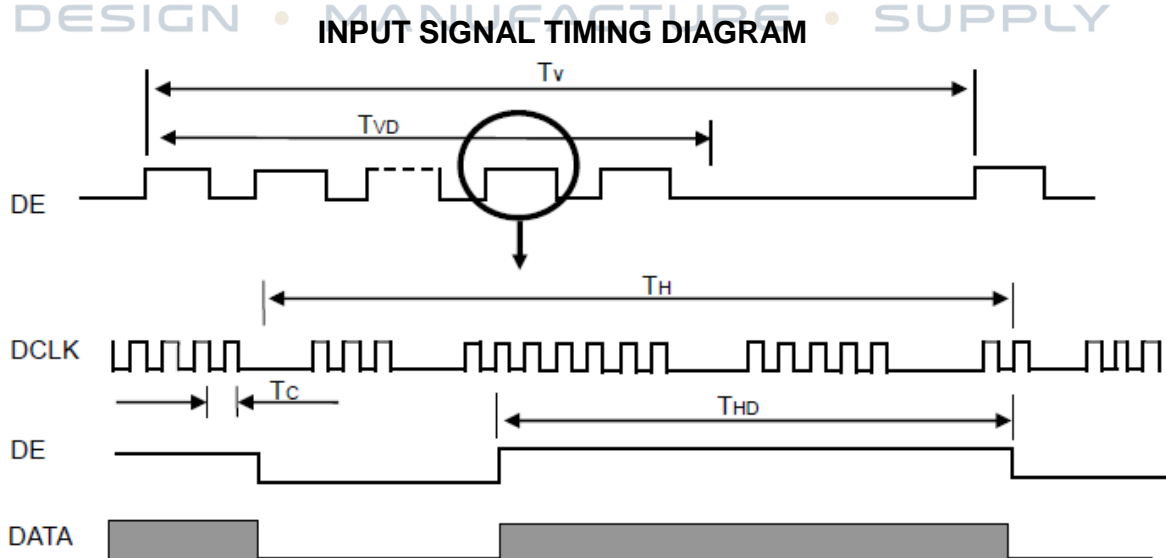 DESIGN • MANUFACTURE • SUPPLY
INPUT SIGNAL TIMING DIAGRAM
TV
TVD
DE
TH
DCLK
TC
THD
DE
DATA